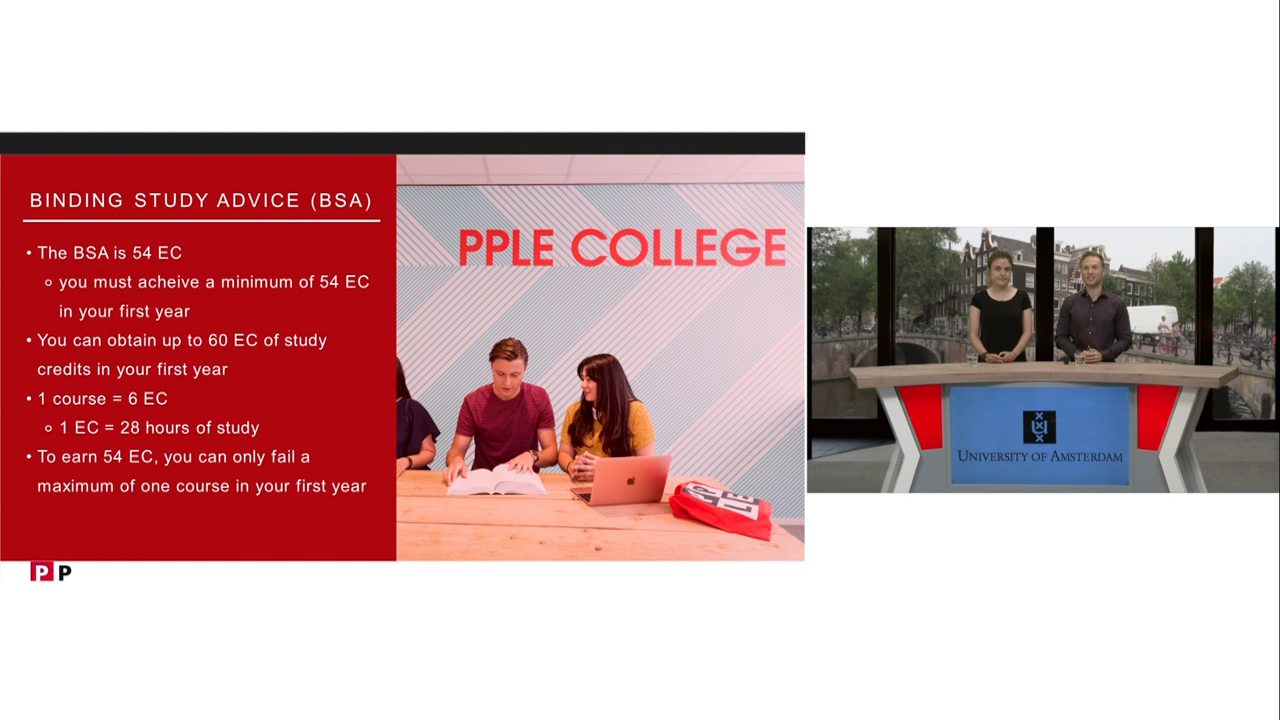 BINDING STUDY ADVICE (BSA)
• The BSA is 54 EC
you must acheive a minimum of 54 EC
in your first year
• You can obtain up to 60 EC of study
credits in your first year
• 1 course = 6 EC
1 EC = 28 hours of study
• To earn 54 EC, you can only fail a
maximum of one course in your first year
P P
PPLE COLLEGE
UNIVERSITY OF AMSTERDAM